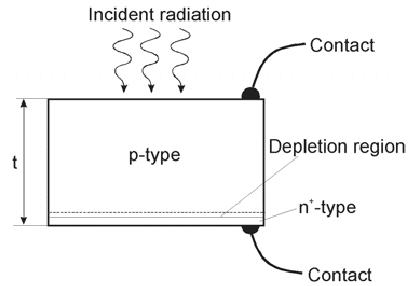 Incident radiation
Contact
t
p-type
Depletion region
n⁺-type
Contact